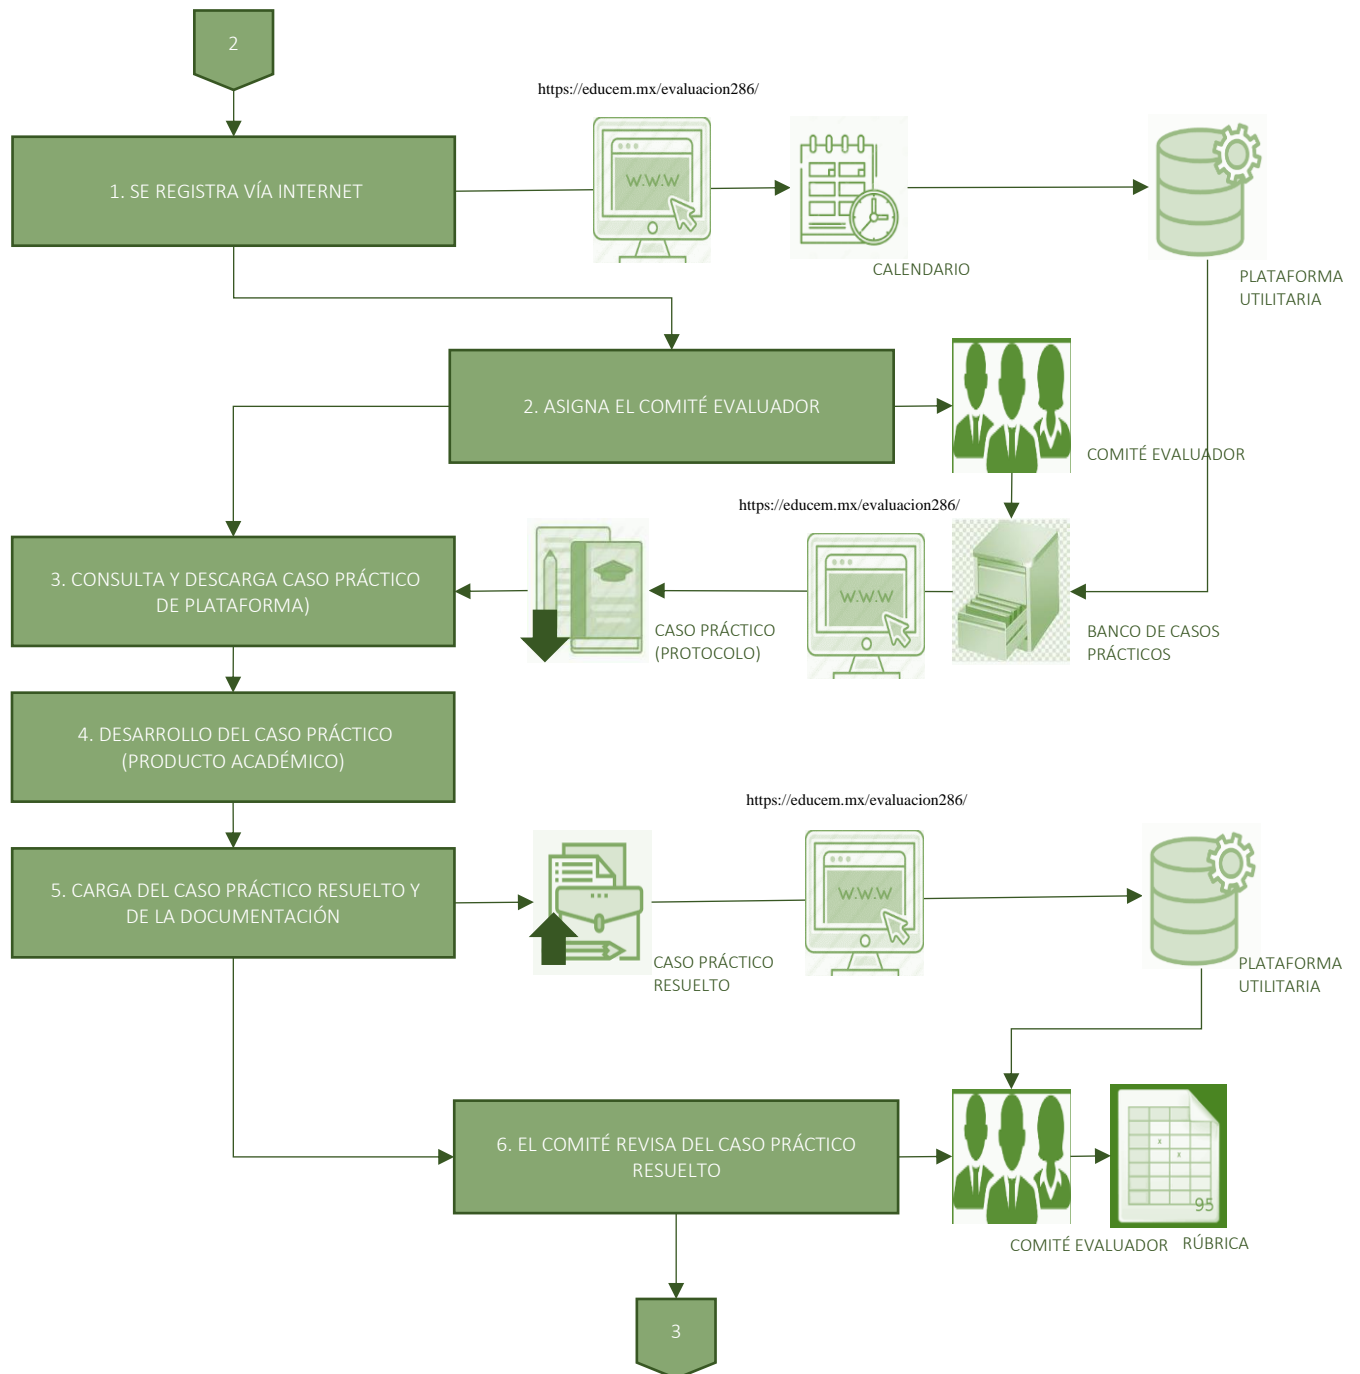 2
https://educem.mx/evaluacion286/
W.W.W
1. SE REGISTRA VÍA INTERNET
CALENDARIO
PLATAFORMA
UTILITARIA
2. ASIGNA EL COMITÉ EVALUADOR
COMITÉ EVALUADOR
https://educem.mx/evaluacion286/
3. CONSULTA Y DESCARGA CASO PRÁCTICO
DE PLATAFORMA)
W.W.W
CASO PRÁCTICO
(PROTOCOLO)
BANCO DE CASOS
PRÁCTICOS
4. DESARROLLO DEL CASO PRÁCTICO
(PRODUCTO ACADÉMICO)
https://educem.mx/evaluacion286/
5. CARGA DEL CASO PRÁCTICO RESUELTO Y
DE LA DOCUMENTACIÓN
W.W.W
CASO PRÁCTICO
RESUELTO
PLATAFORMA
UTILITARIA
6. EL COMITÉ REVISA DEL CASO PRÁCTICO
RESUELTO
x
x
95
COMITÉ EVALUADOR
RÚBRICA
3